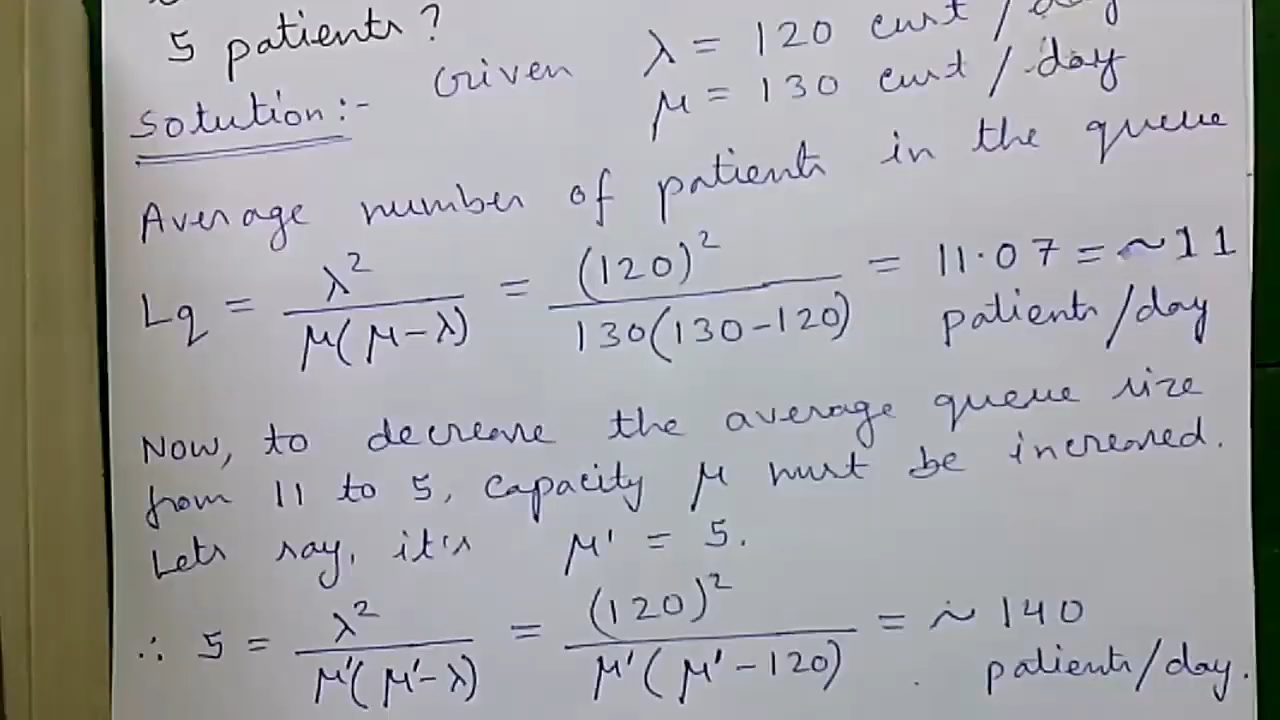 5 patients?
Solution:- Given λ = 120 cust / day
μ = 130 cust / day
Average number of patients in the queue
Lq = λ² / μ(μ-λ) = (120)² / 130(130-120) = 11.07 = ~11 patients/day
Now, to decrease the average queue size
from 11 to 5, capacity μ must be increased.
Lets say, it's μ' = 5.
∴ 5 = λ² / μ'(μ'-λ) = (120)² / μ'(μ'-120) = ~ 140 patients/day.